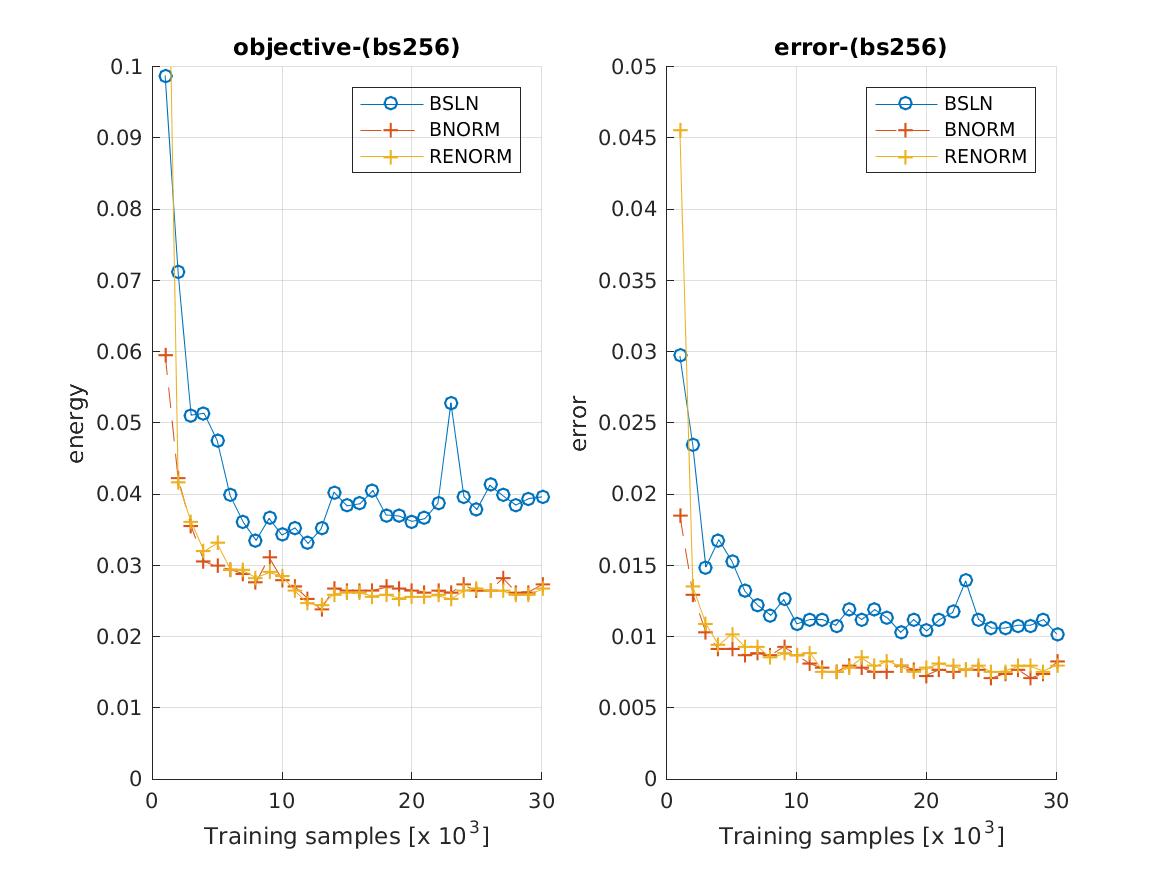 objective-(bs256)
0.1
0.09
0.08
0.07
0.06
0.05
0.04
0.03
0.02
0.01
0
energy
BSLN
BNORM
RENORM
0
10
20
30
Training samples [x 10^3]
error-(bs256)
0.05
0.045
0.04
0.035
0.03
0.025
0.02
0.015
0.01
0.005
0
error
BSLN
BNORM
RENORM
0
10
20
30
Training samples [x 10^3]